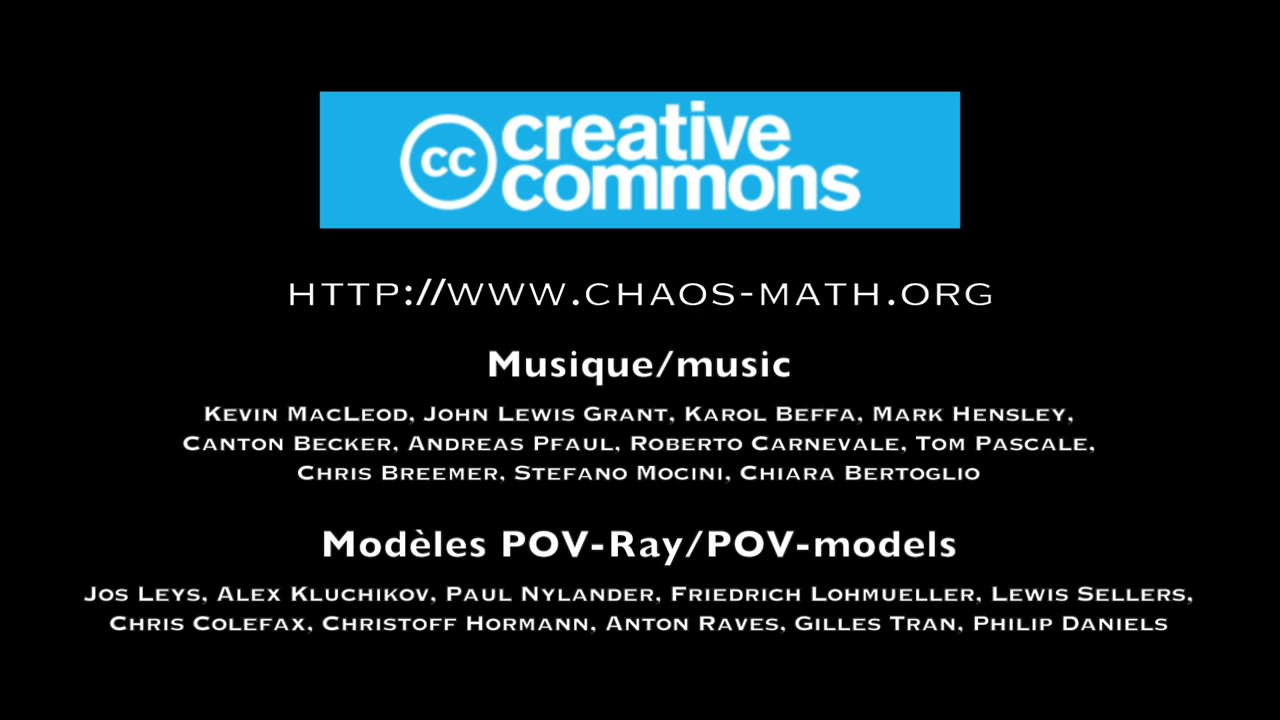 cc creative
commons
HTTP://WWW.CHAOS-MATH.ORG
Musique/music
Kevin MacLeod, John Lewis Grant, Karol Beffa, Mark Hensley,
Canton Becker, Andreas Pfaul, Roberto Carnevale, Tom Pascale,
Chris Breemer, Stefano Mocini, Chiara Bertoglio
Modèles POV-Ray/POV-models
Jos Leys, Alex Kluchikov, Paul Nylander, Friedrich Lohmueller, Lewis Sellers,
Chris Colefax, Christoff Hormann, Anton Raves, Gilles Tran, Philip Daniels